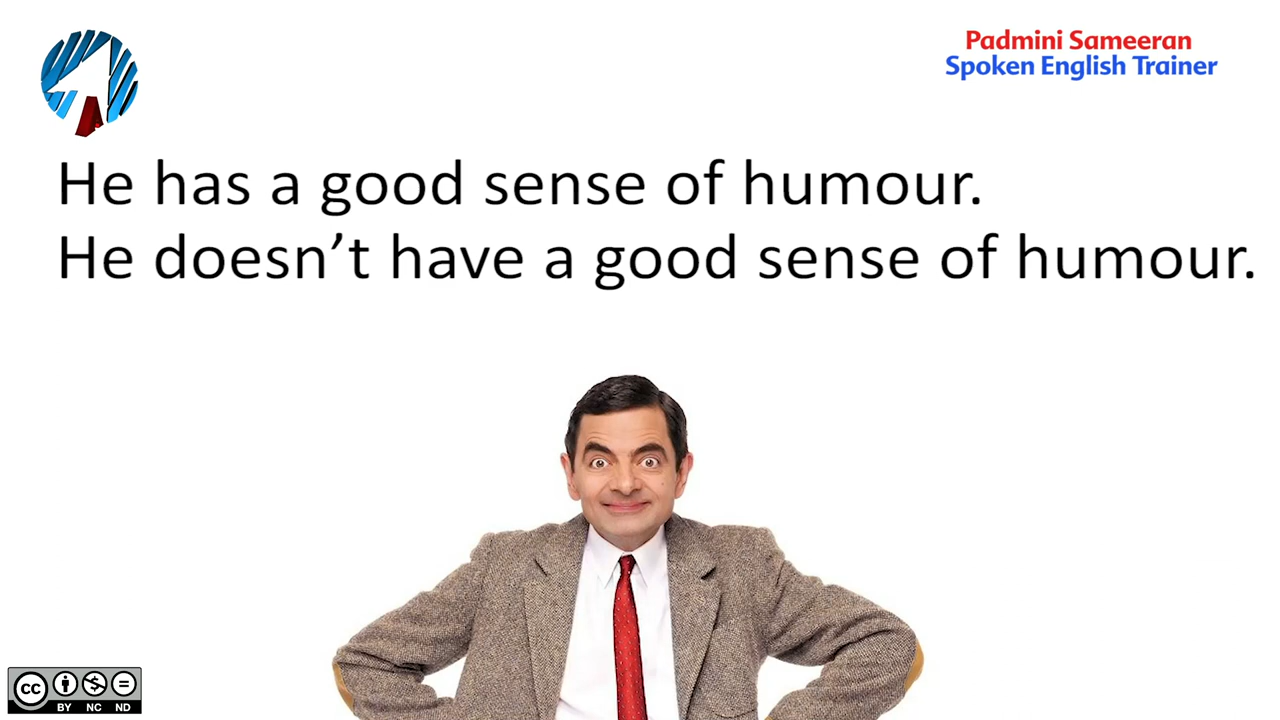 Padmini Sameeran
Spoken English Trainer
He has a good sense of humour.
He doesn’t have a good sense of humour.
cc
BY NC ND